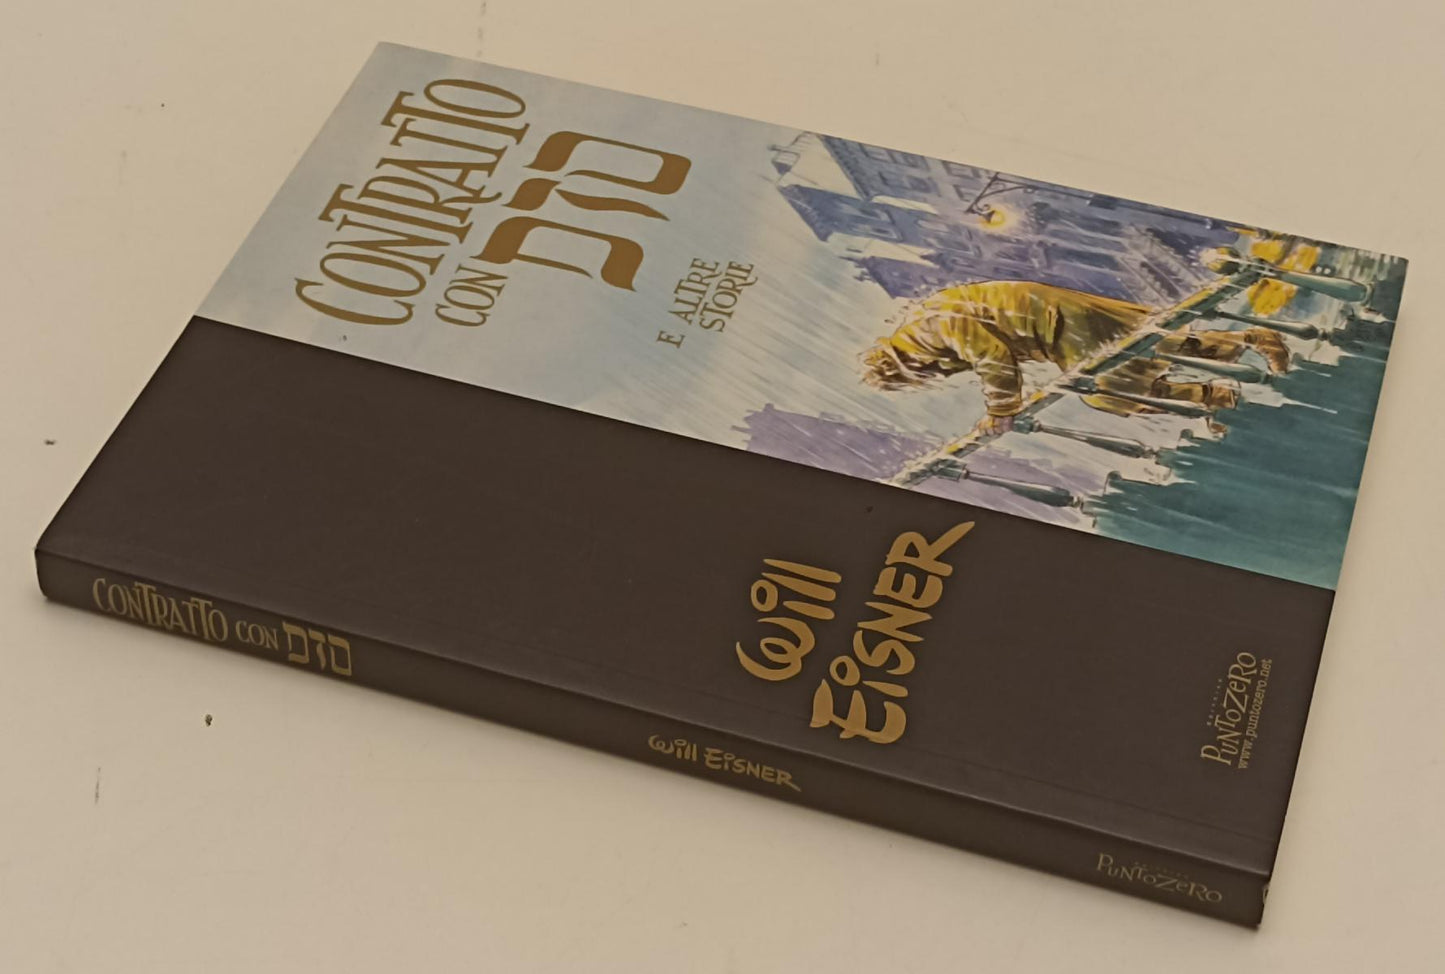 CONTRATTO
CON DIO
E ALTRE
STORIE
Will
EiSNER
PUNTOZeRO
www.puntozero.net
CONTRATTO CON DIO
Will EiSNER
PUNTOZeRO